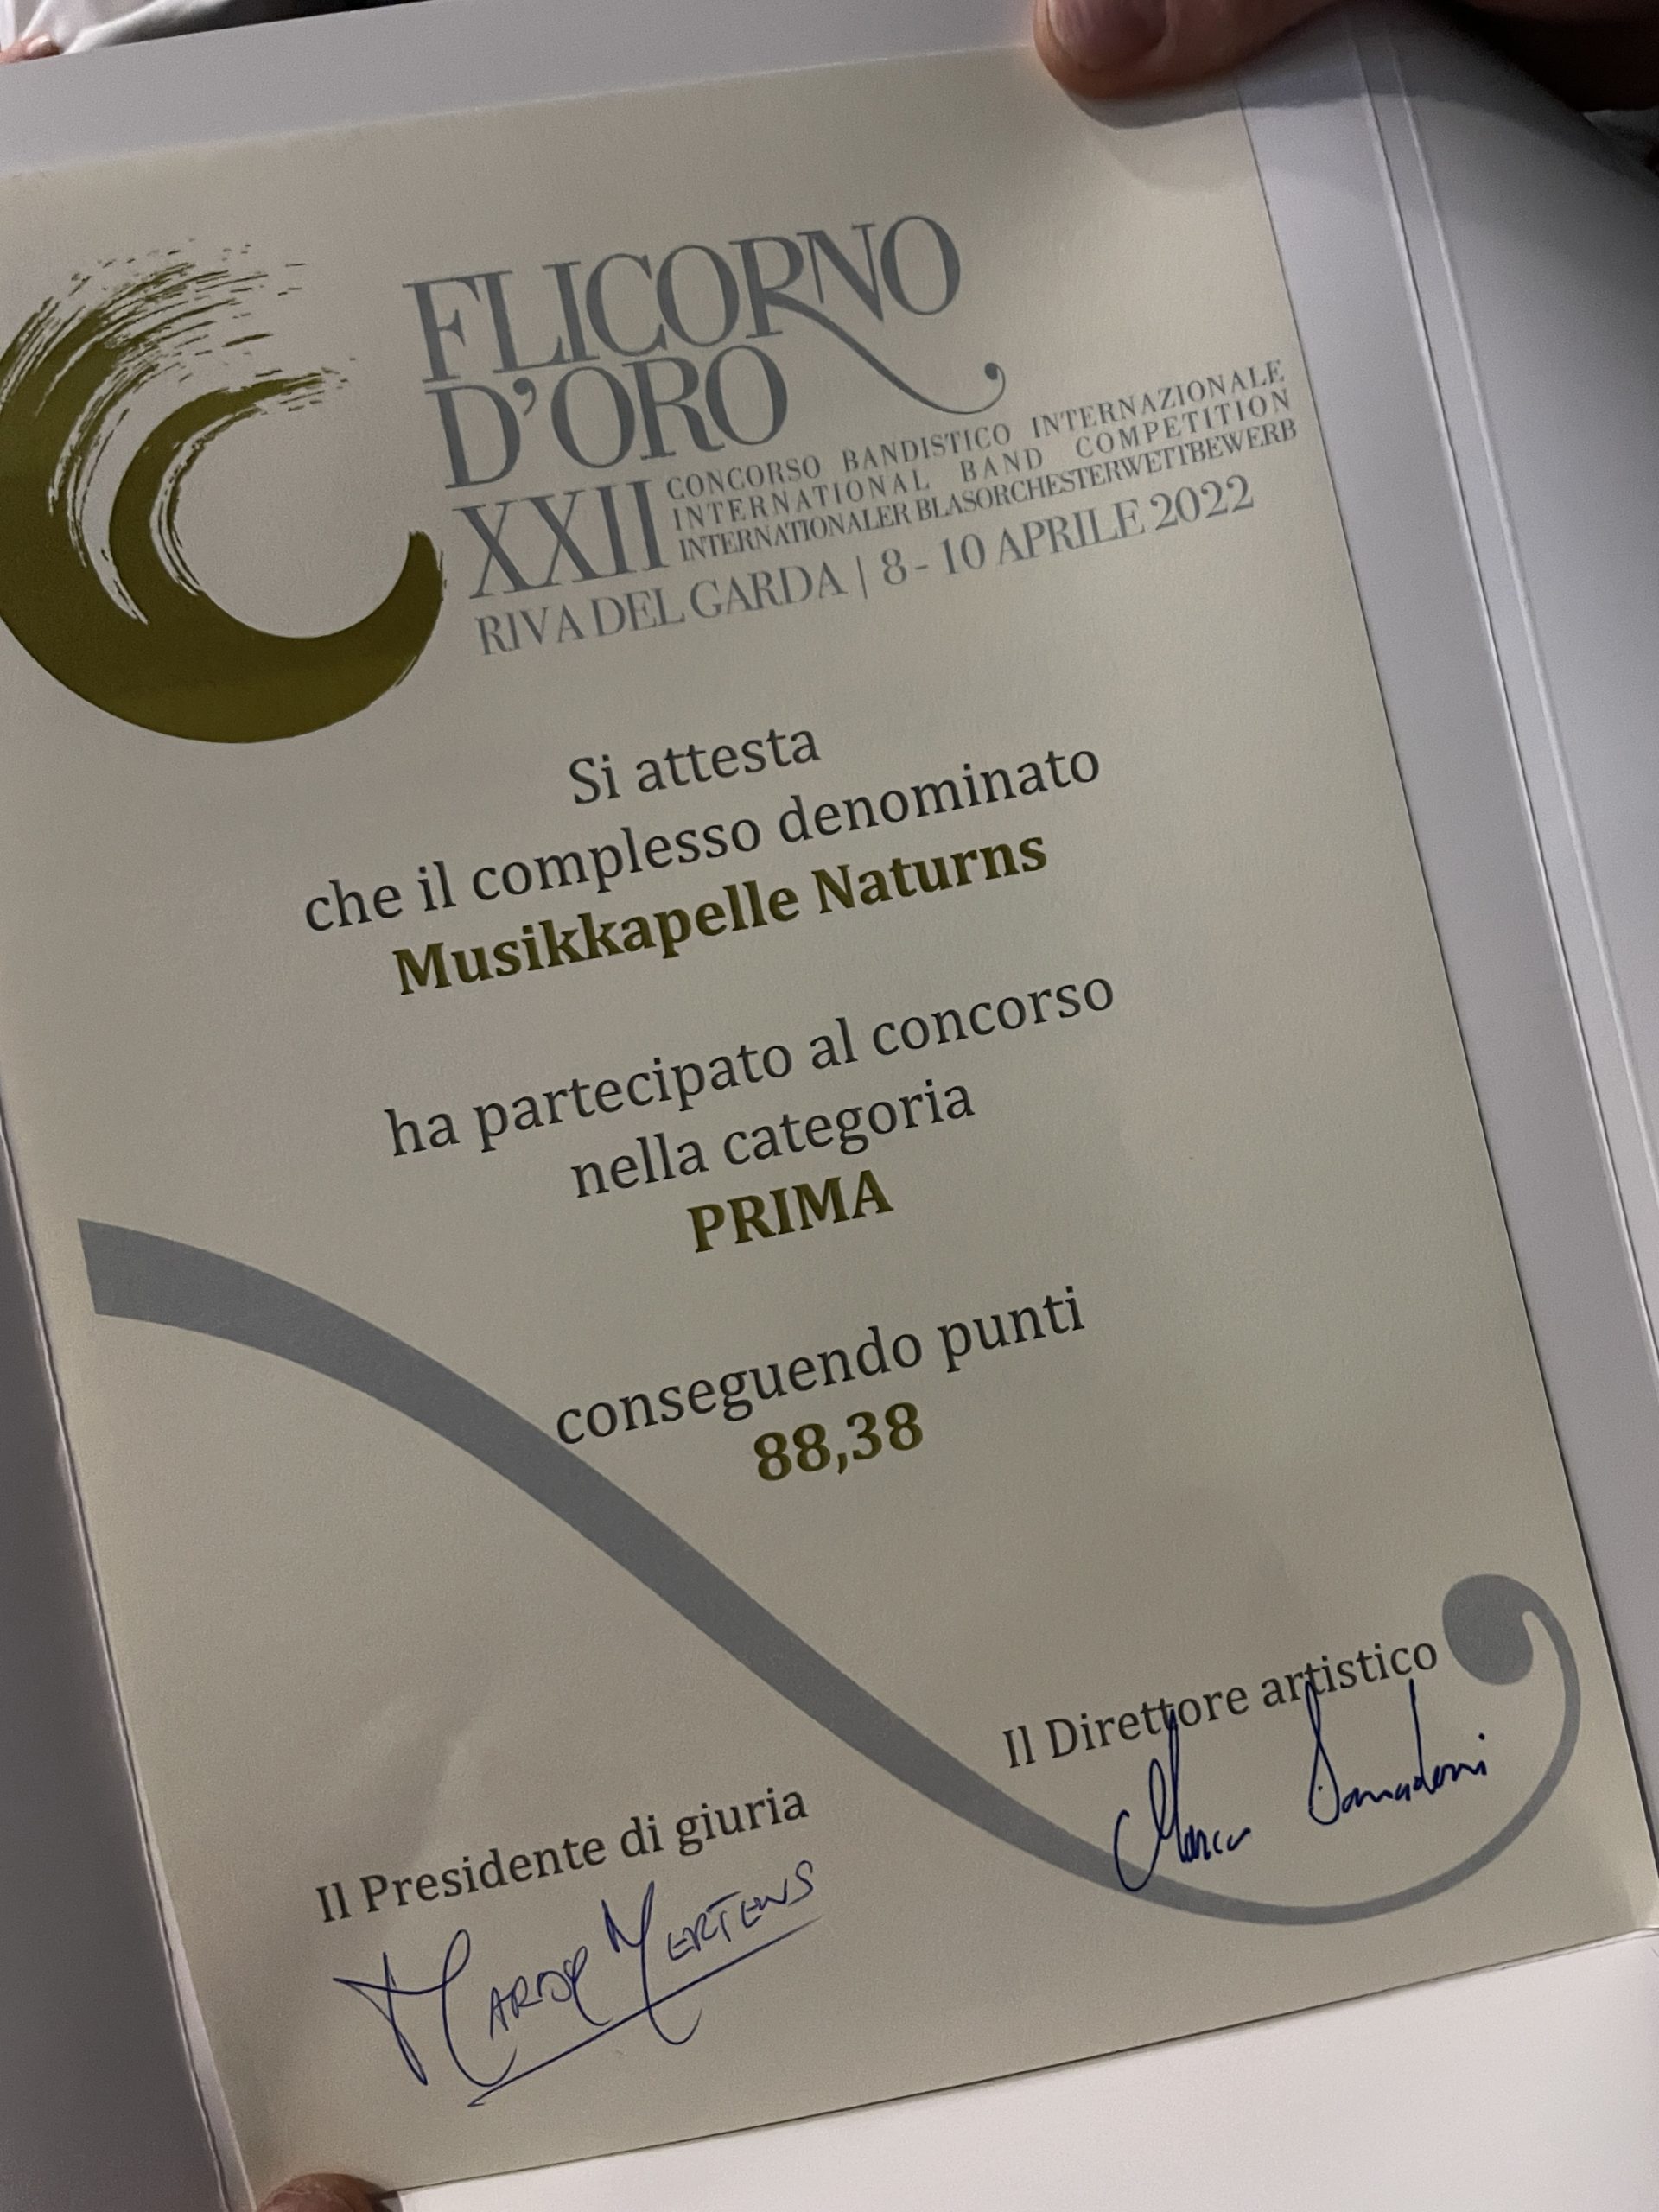 FLICORNO
D'ORO
XXII
CONCORSO BANDISTICO INTERNAZIONALE
INTERNATIONAL BAND COMPETITION
INTERNATIONALER BLASORCHESTERWETTBEWERB
RIVA DEL GARDA | 8 - 10 APRILE 2022
Si attesta
che il complesso denominato
Musikkapelle Naturns
ha partecipato al concorso
nella categoria
PRIMA
conseguendo punti
88,38
Il Direttore artistico
Il Presidente di giuria
MERTENS